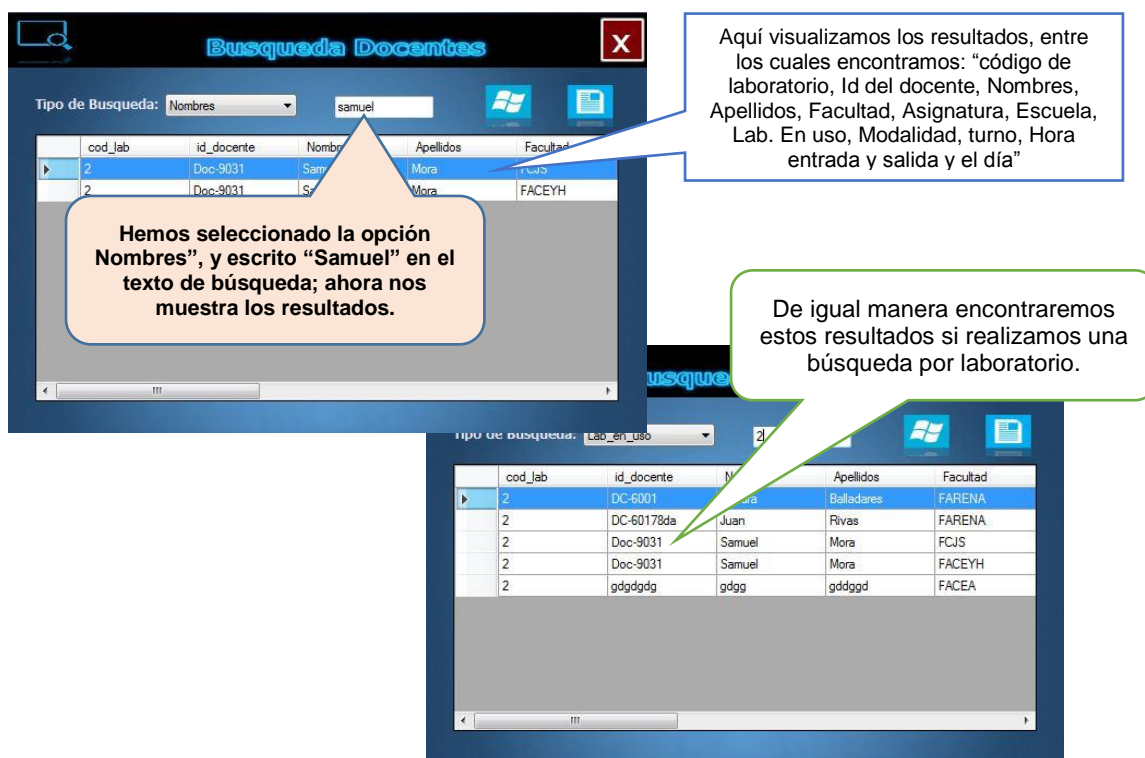 Busqueda Docentes
X
Tipo de Busqueda: Nombres samuel
cod_lab id_docente Apellidos
2 Doc-9031 Mora FCJS
2 Doc-9031 Mora FACEYH
Hemos seleccionado la opción
Nombres”, y escrito “Samuel” en el
texto de búsqueda; ahora nos
muestra los resultados.
Aquí visualizamos los resultados, entre
los cuales encontramos: “código de
laboratorio, Id del docente, Nombres,
Apellidos, Facultad, Asignatura, Escuela,
Lab. En uso, Modalidad, turno, Hora
entrada y salida y el día”
De igual manera encontraremos
estos resultados si realizamos una
búsqueda por laboratorio.
Tipo de Busqueda: Lab_en_uso 2
cod_lab id_docente Apellidos Facultad
2 DC-6001 Balladares FARENA
2 DC-60178da Juan Rivas FARENA
2 Doc-9031 Samuel Mora FCJS
2 Doc-9031 Samuel Mora FACEYH
2 gdgdgdg gdgg gddggd FACEA